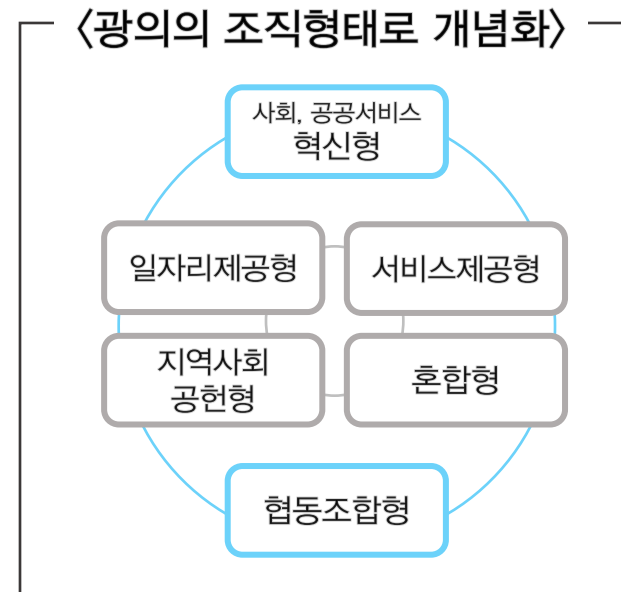 〈광의의 조직형태로 개념화〉
사회, 공공서비스
혁신형
일자리제공형
서비스제공형
지역사회
공헌형
혼합형
협동조합형